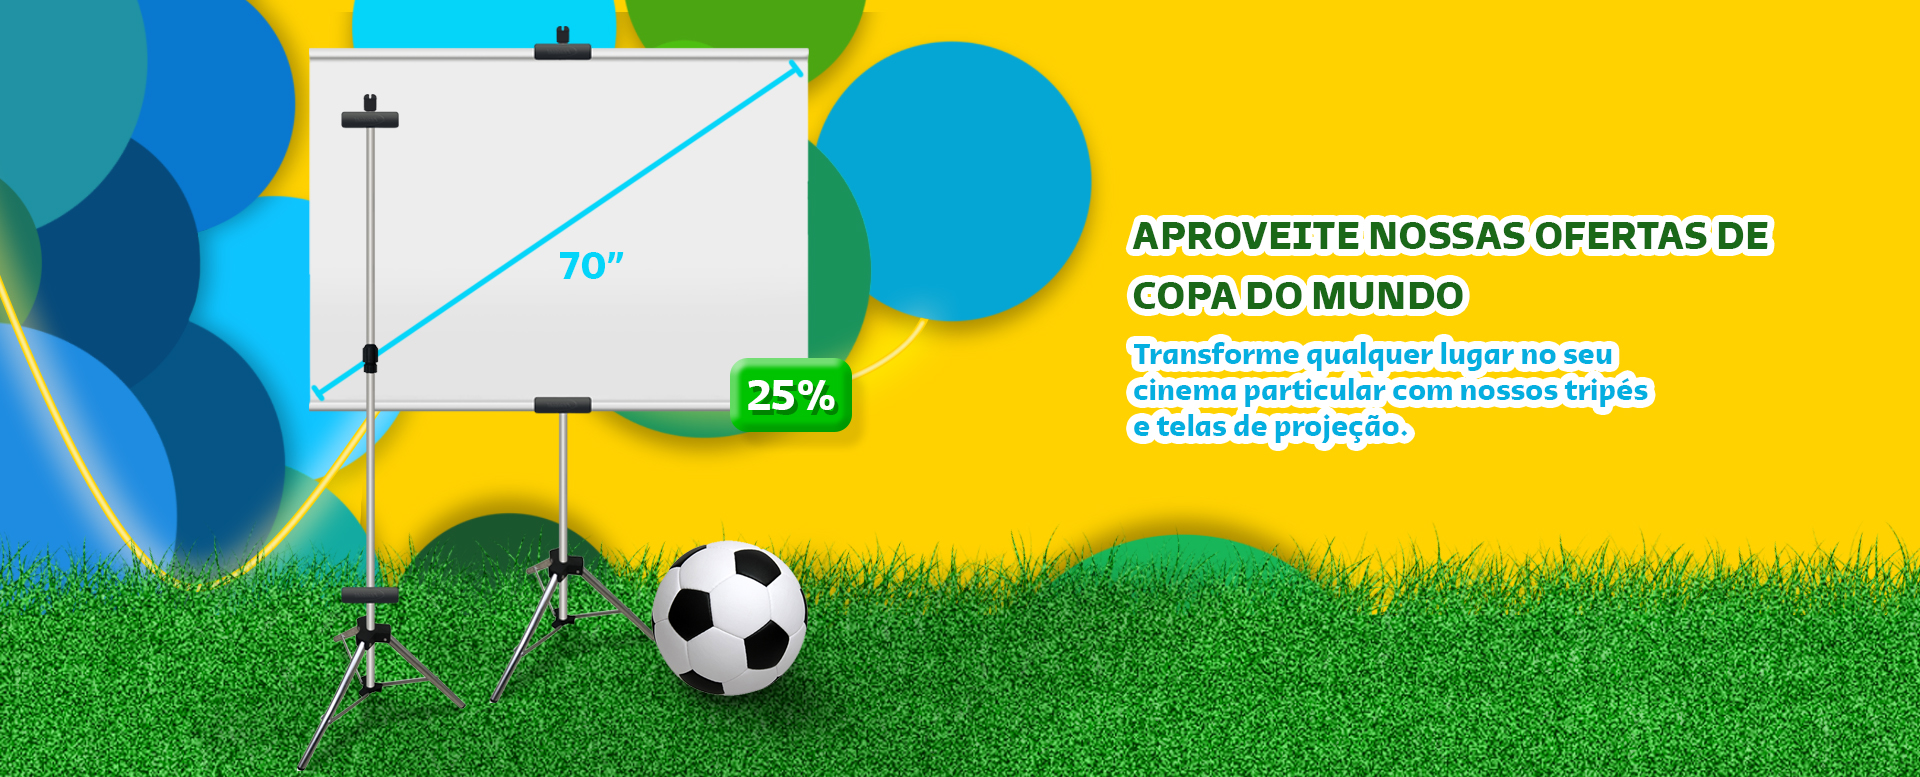 70”
25%
APROVEITE NOSSAS OFERTAS DE
COPA DO MUNDO
Transforme qualquer lugar no seu
cinema particular com nossos tripés
e telas de projeção.